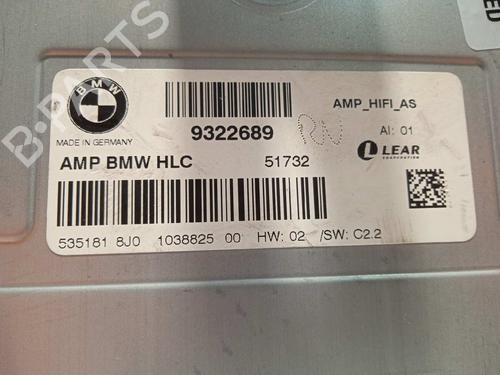 BMW
MADE IN GERMANY
9322689
AMP_HIFI_AS
AI: 01
AMP BMW HLC 51732
LEAR
CORPORATION
535181 8J0 1038825 00 HW: 02 /SW: C2.2
B-PARTS